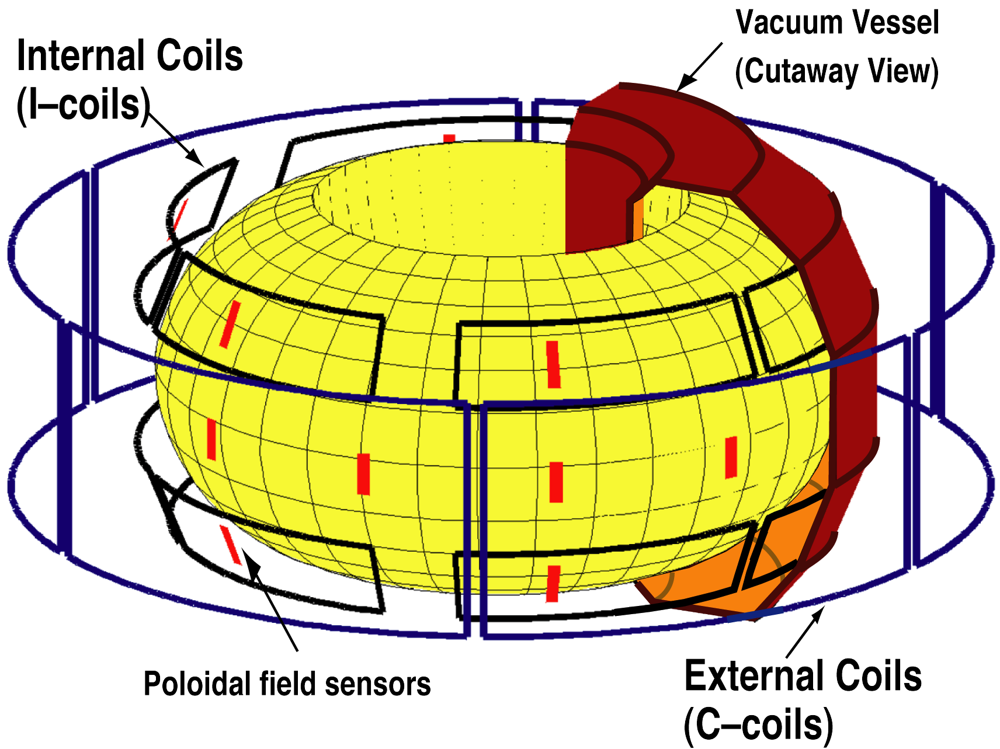 Vacuum Vessel
(Cutaway View)
Internal Coils
(I–coils)
Poloidal field sensors
External Coils
(C–coils)